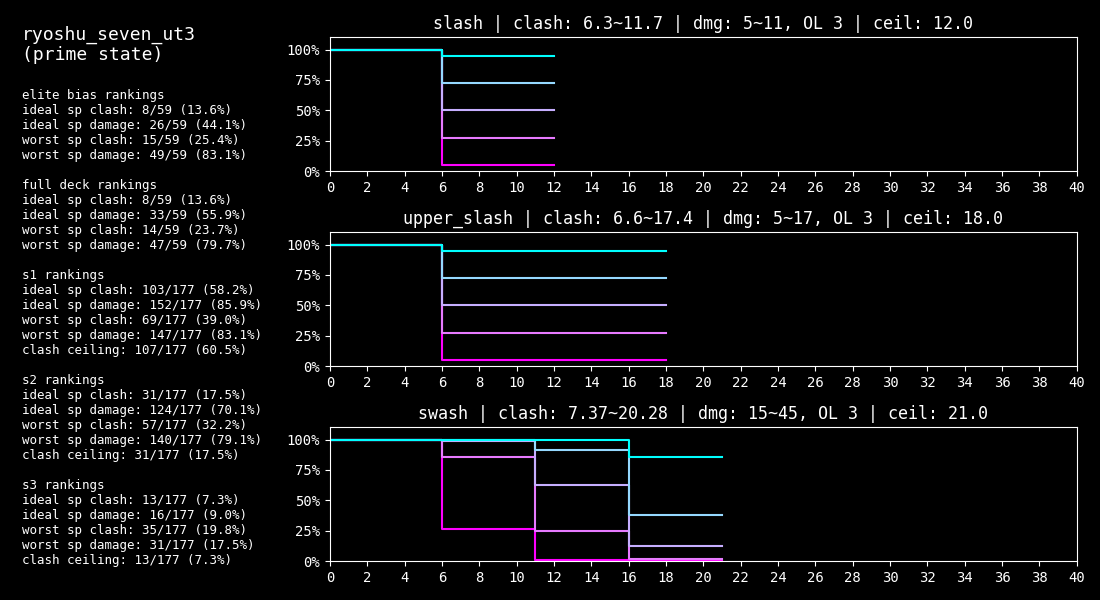 ryoshu_seven_ut3
(prime state)
elite bias rankings
ideal sp clash: 8/59 (13.6%)
ideal sp damage: 26/59 (44.1%)
worst sp clash: 15/59 (25.4%)
worst sp damage: 49/59 (83.1%)
full deck rankings
ideal sp clash: 8/59 (13.6%)
ideal sp damage: 33/59 (55.9%)
worst sp clash: 14/59 (23.7%)
worst sp damage: 47/59 (79.7%)
s1 rankings
ideal sp clash: 103/177 (58.2%)
ideal sp damage: 152/177 (85.9%)
worst sp clash: 69/177 (39.0%)
worst sp damage: 147/177 (83.1%)
clash ceiling: 107/177 (60.5%)
s2 rankings
ideal sp clash: 31/177 (17.5%)
ideal sp damage: 124/177 (70.1%)
worst sp clash: 57/177 (32.2%)
worst sp damage: 140/177 (79.1%)
clash ceiling: 31/177 (17.5%)
s3 rankings
ideal sp clash: 13/177 (7.3%)
ideal sp damage: 16/177 (9.0%)
worst sp clash: 35/177 (19.8%)
worst sp damage: 31/177 (17.5%)
clash ceiling: 13/177 (7.3%)
slash | clash: 6.3~11.7 | dmg: 5~11, OL 3 | ceil: 12.0
100%
75%
50%
25%
0%
0 2 4 6 8 10 12 14 16 18 20 22 24 26 28 30 32 34 36 38 40
upper_slash | clash: 6.6~17.4 | dmg: 5~17, OL 3 | ceil: 18.0
100%
75%
50%
25%
0%
0 2 4 6 8 10 12 14 16 18 20 22 24 26 28 30 32 34 36 38 40
swash | clash: 7.37~20.28 | dmg: 15~45, OL 3 | ceil: 21.0
100%
75%
50%
25%
0%
0 2 4 6 8 10 12 14 16 18 20 22 24 26 28 30 32 34 36 38 40